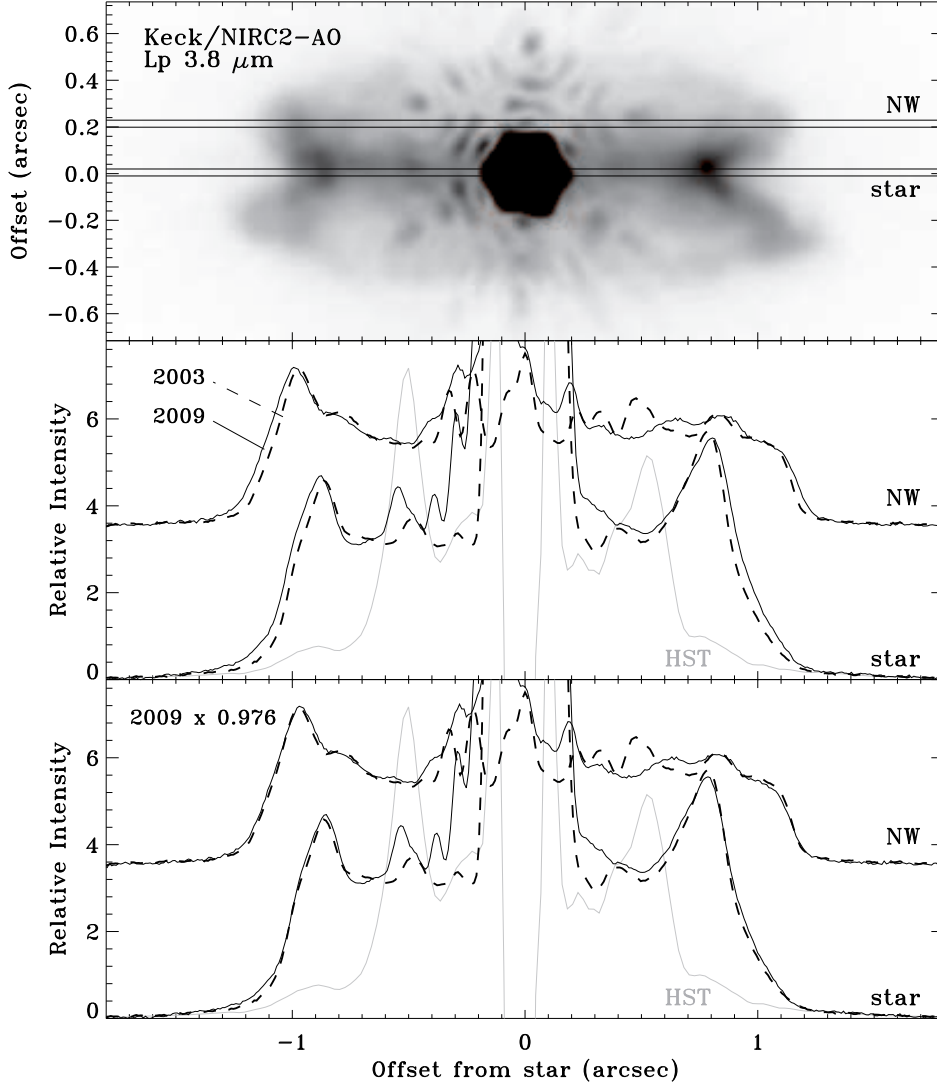 Keck/NIRC2-AO
Lp 3.8 μm
0.6
0.4
0.2
0.0
−0.2
−0.4
−0.6
Offset (arcsec)
NW
star
2003
2009
6
4
2
0
Relative Intensity
NW
HST
star
2009 x 0.976
6
4
2
0
Relative Intensity
NW
HST
star
−1
0
1
Offset from star (arcsec)